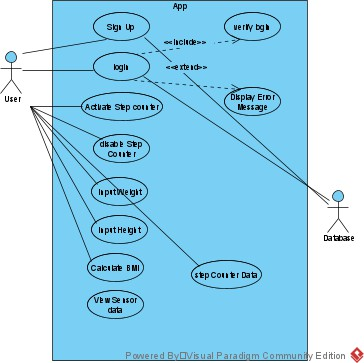 App
Sign Up
verify login
<<Include>>
login
<<extend>>
User
Display Error
Message
Activate Step counter
disable Step
Counter
Input Weight
Input Height
Database
Calculate BMI
step Counter Data
View Sensor
data
Powered By Visual Paradigm Community Edition